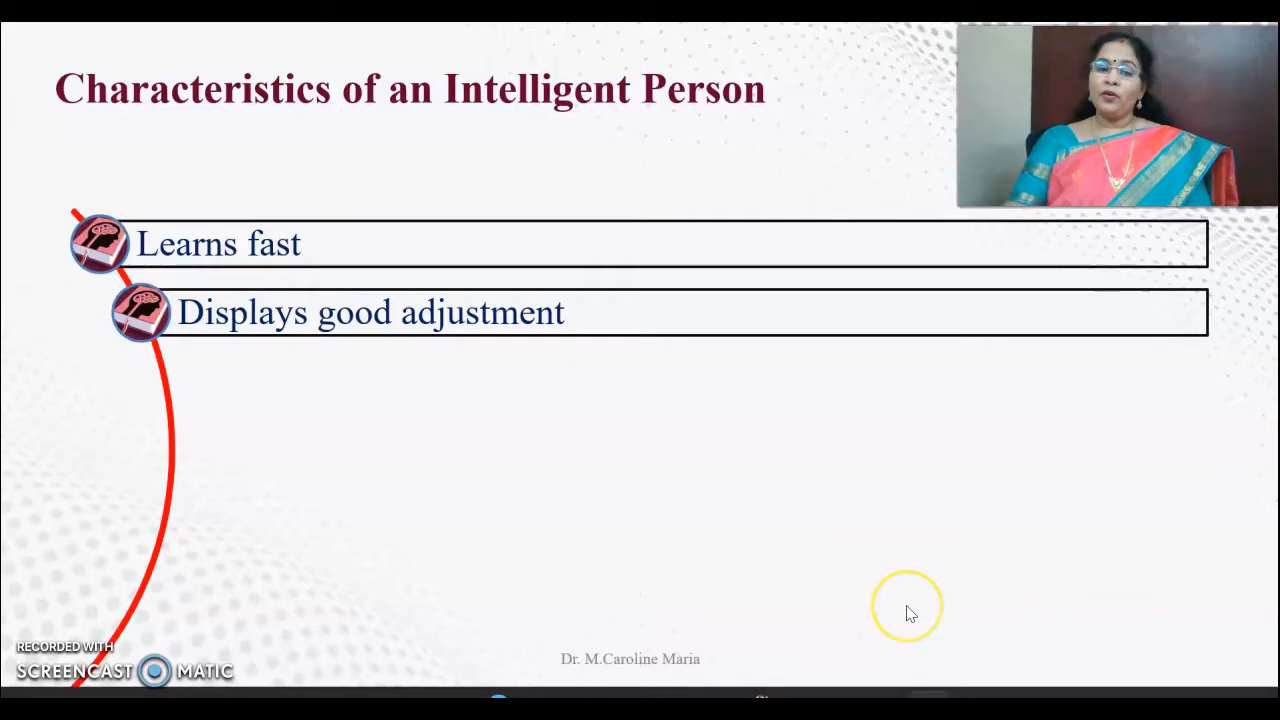 Characteristics of an Intelligent Person
Learns fast
Displays good adjustment
RECORDED WITH
SCREENCAST MATIC
Dr. M.Caroline Maria